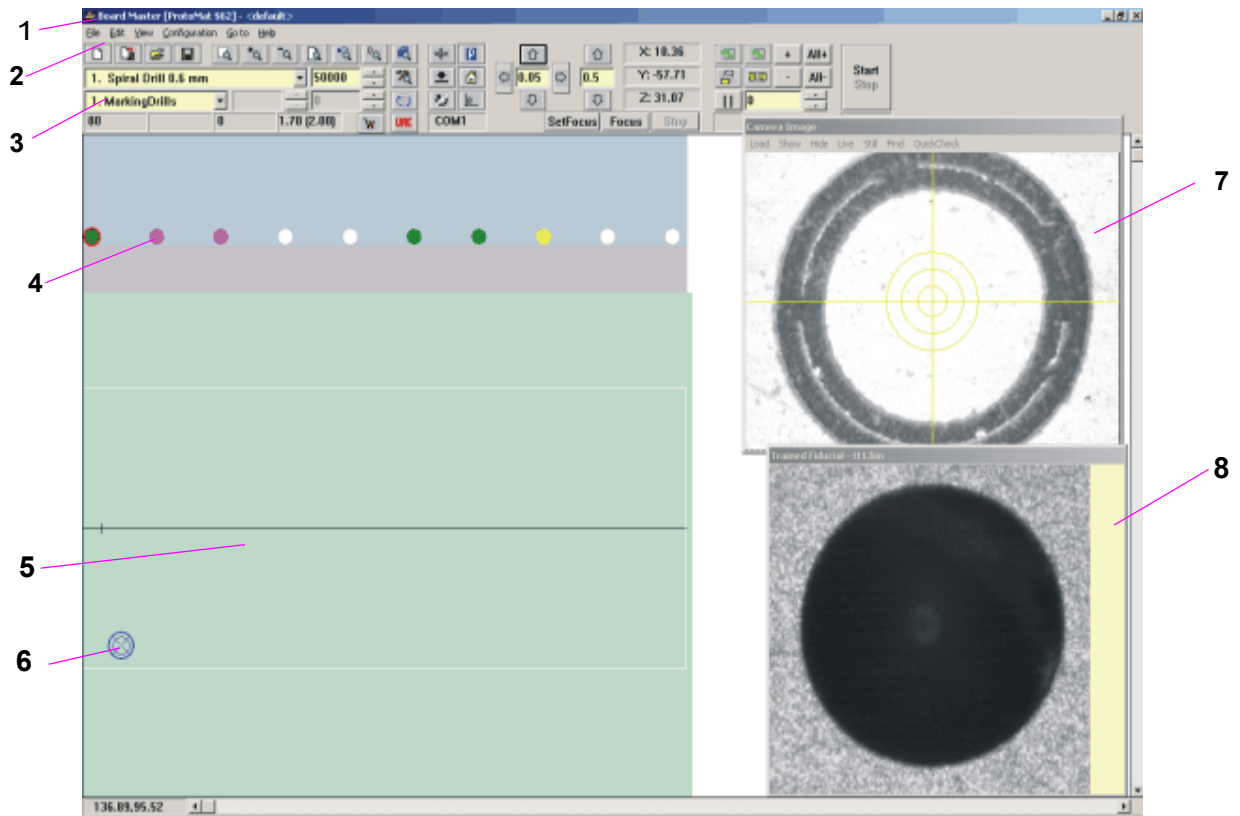 1
Board Master [ProtoMat S62] - <default>
File Edit View Configuration Goto Help
2
X: 10.36
+ All+
1. Spiral Drill 0.6 mm 50000
0.05 0.5
Y: -57.71
- All-
Start
Stop
1. MarkingDrills 0
Z: 31.07
0
3
80 0 1.70 (2.00)
COM1
SetFocus Focus Stop
Camera Image
Load Show Hide Live Still Find QuickCheck
7
4
Trained Fiducial - ttt.bin
8
5
6
136.89,95.52